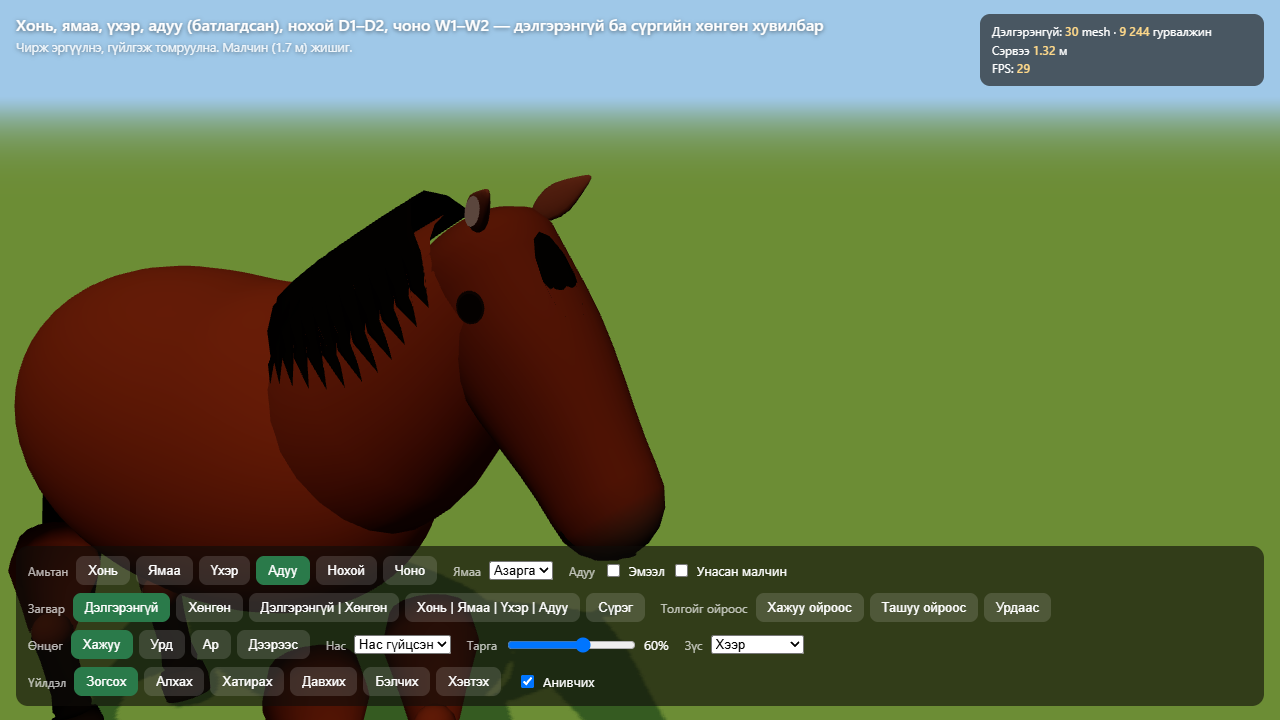 Хонь, ямаа, үхэр, адуу (батлагдсан), нохой D1–D2, чоно W1–W2 — дэлгэрэнгүй ба сүргийн хөнгөн хувилбар
Чирж эргүүлнэ, гүйлгэж томруулна. Малчин (1.7 м) жишиг.
Дэлгэрэнгүй: 30 mesh · 9 244 гурвалжин
Сэрвээ 1.32 м
FPS: 29
Амьтан Хонь Ямаа Үхэр Адуу Нохой Чоно Ямаа Азарга Адуу Эмээл Унасан малчин
Загвар Дэлгэрэнгүй Хөнгөн Дэлгэрэнгүй | Хөнгөн Хонь | Ямаа | Үхэр | Адуу Сүрэг Толгойг ойроос Хажуу ойроос Ташуу ойроос Урдаас
Өнцөг Хажуу Урд Ар Дээрээс Нас Нас гүйцсэн Тарга 60% Зүс Хээр
Үйлдэл Зогсох Алхах Хатирах Давхих Бэлчих Хэвтэх Анивчих